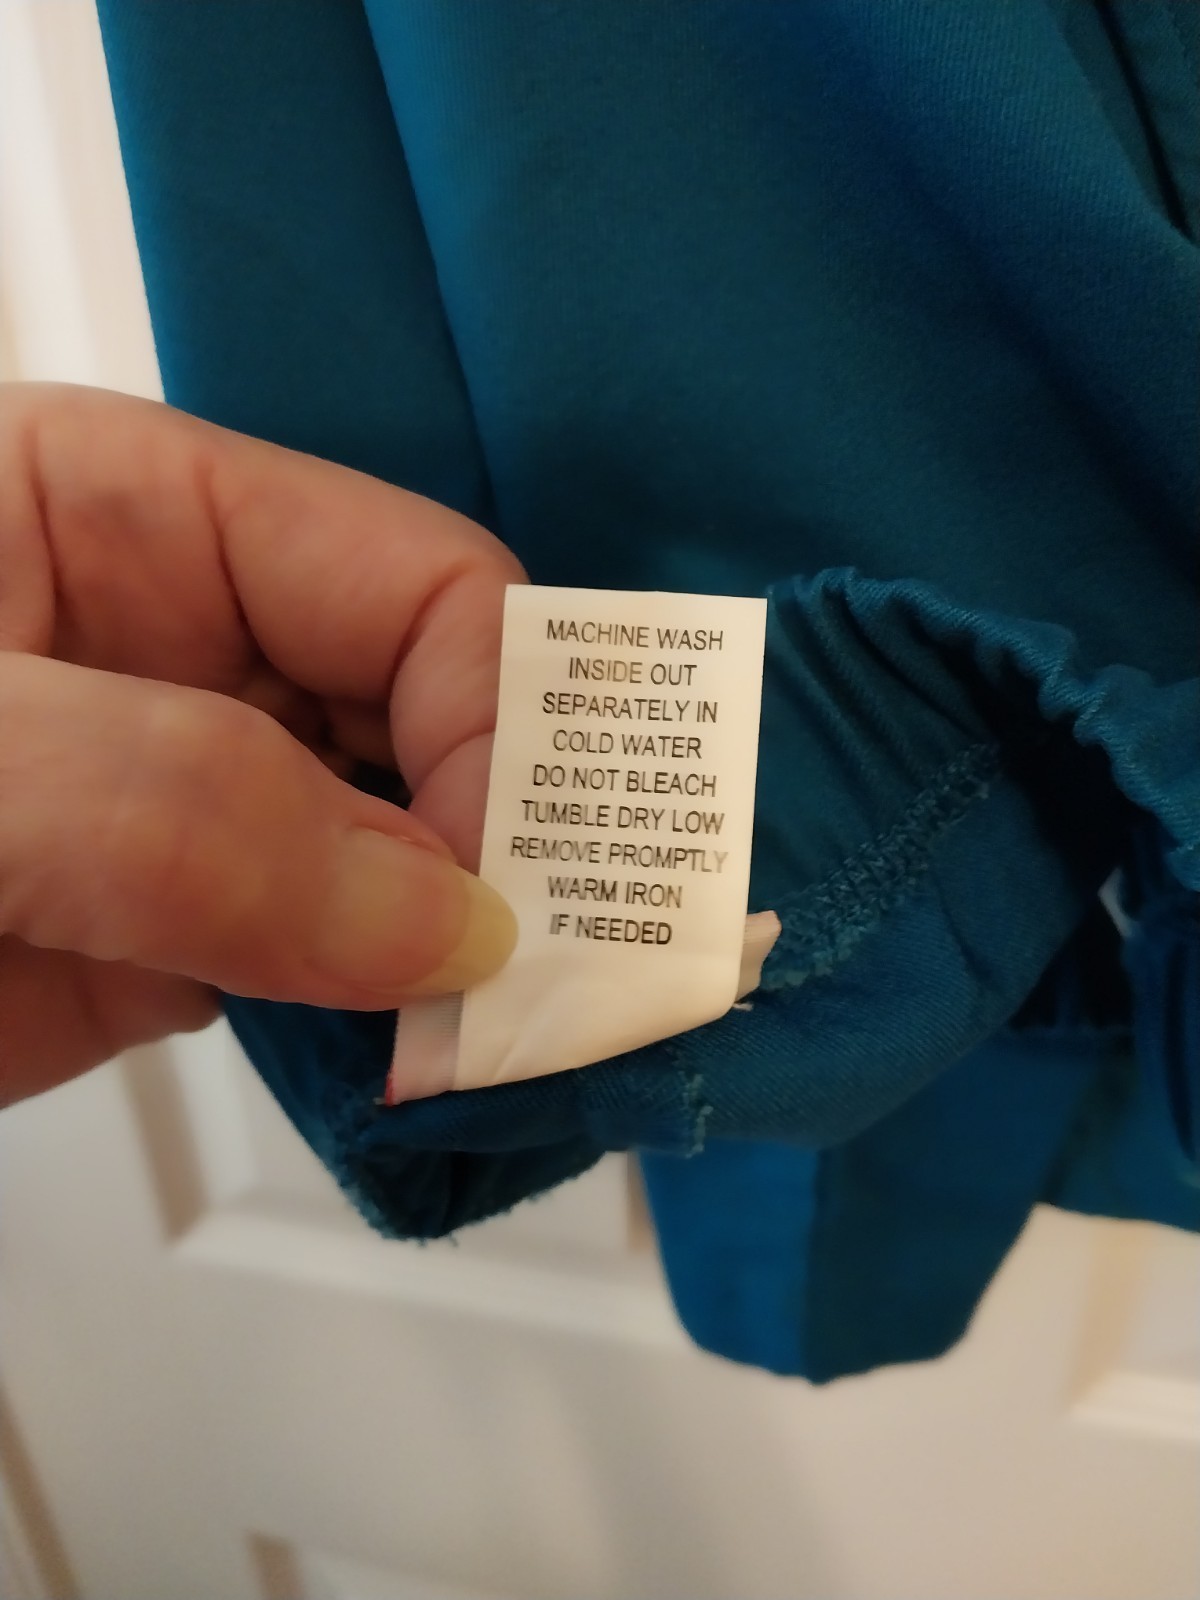 MACHINE WASH
INSIDE OUT
SEPARATELY IN
COLD WATER
DO NOT BLEACH
TUMBLE DRY LOW
REMOVE PROMPTLY
WARM IRON
IF NEEDED